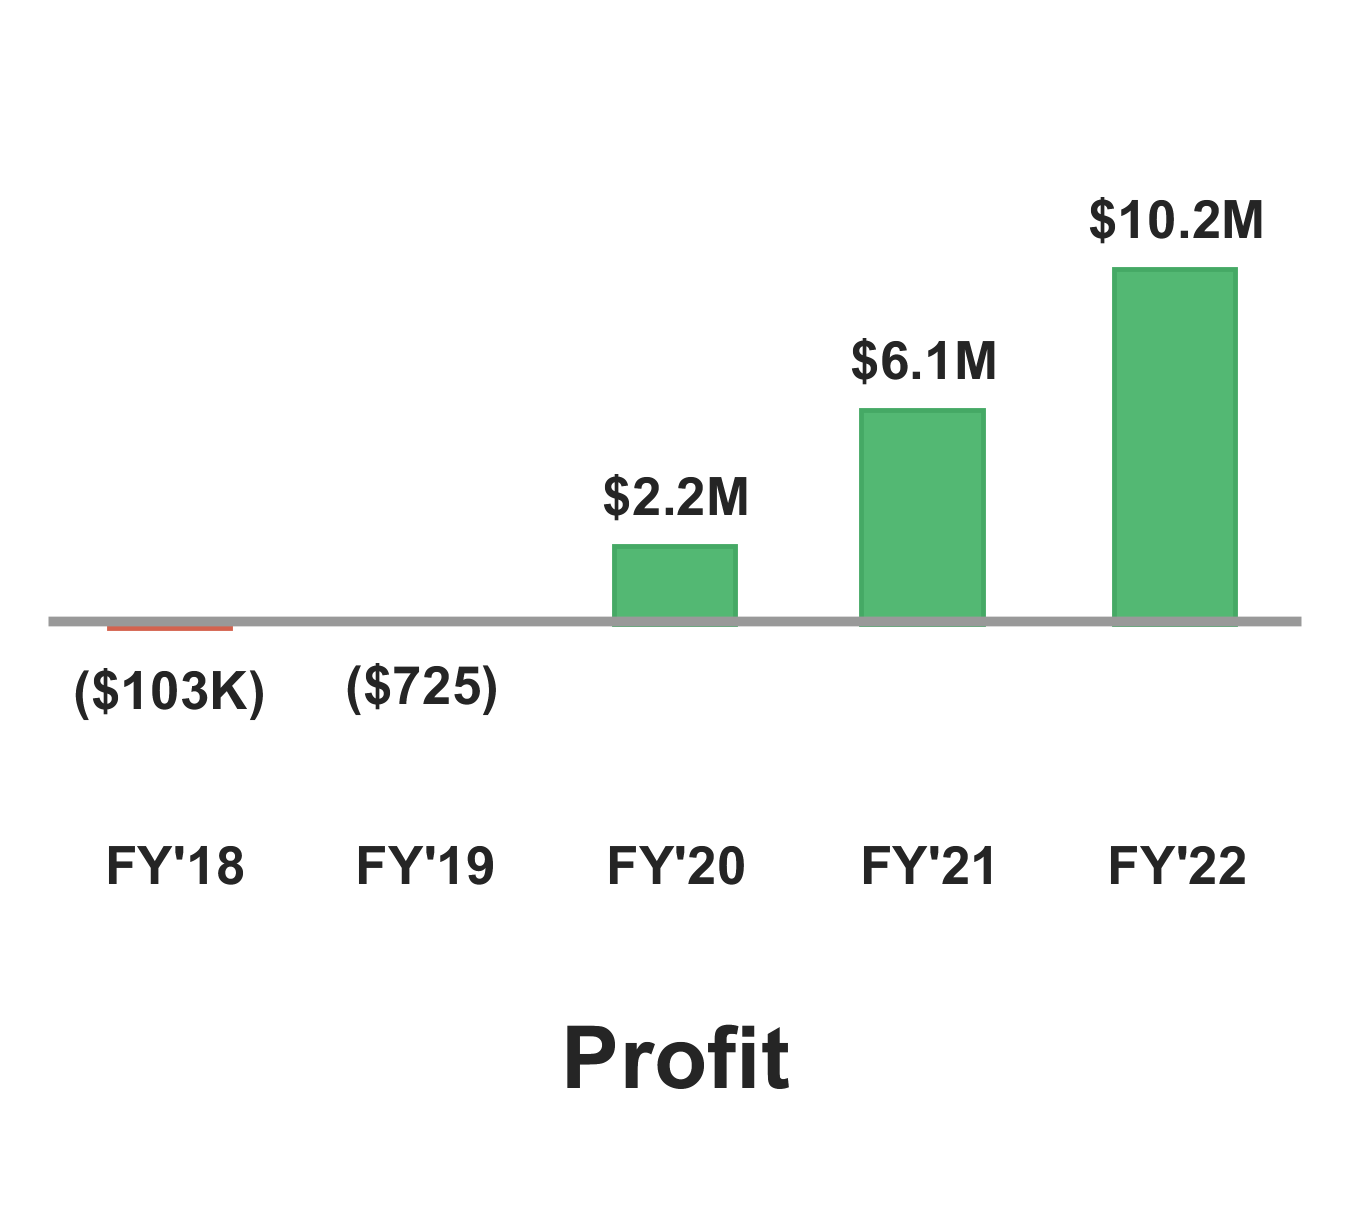 $10.2M
$6.1M
$2.2M
($103K) ($725)
FY'18 FY'19 FY'20 FY'21 FY'22
Profit